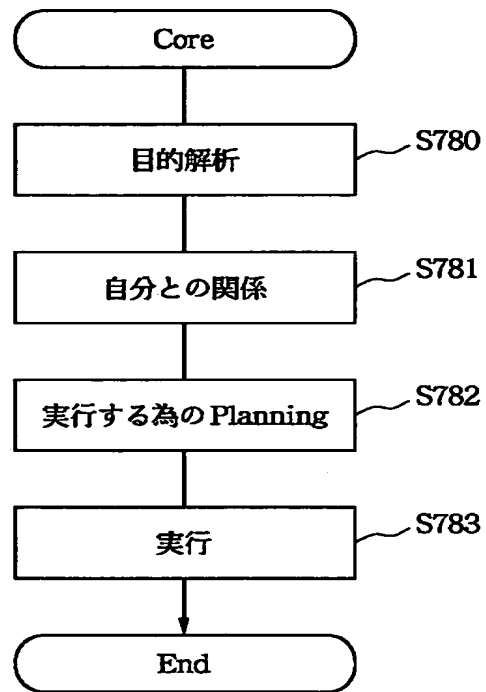 Core
目的解析
S780
自分との関係
S781
実行する為のPlanning
S782
実行
S783
End